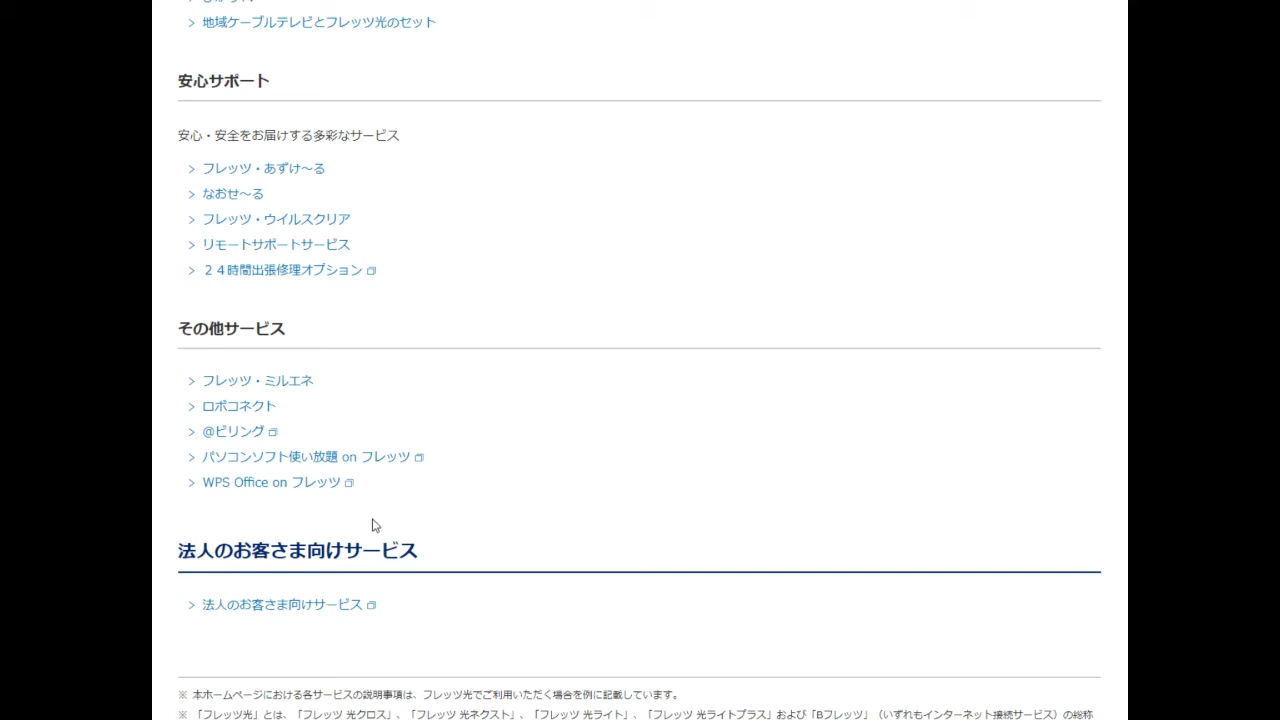 > 地域ケーブルテレビとフレッツ光のセット
安心サポート
安心・安全をお届けする多彩なサービス
> フレッツ・あずけ～る
> なおせ～る
> フレッツ・ウイルスクリア
> リモートサポートサービス
> ２４時間出張修理オプション
その他サービス
> フレッツ・ミルエネ
> ロボコネクト
> @ビリング
> パソコンソフト使い放題 on フレッツ
> WPS Office on フレッツ
法人のお客さま向けサービス
> 法人のお客さま向けサービス
※ 本ホームページにおける各サービスの説明事項は、フレッツ光でご利用いただく場合を例に記載しています。
※ 「フレッツ光」とは、「フレッツ 光クロス」、「フレッツ 光ネクスト」、「フレッツ 光ライト」、「フレッツ 光ライトプラス」および「Bフレッツ」（いずれもインターネット接続サービス）の総称